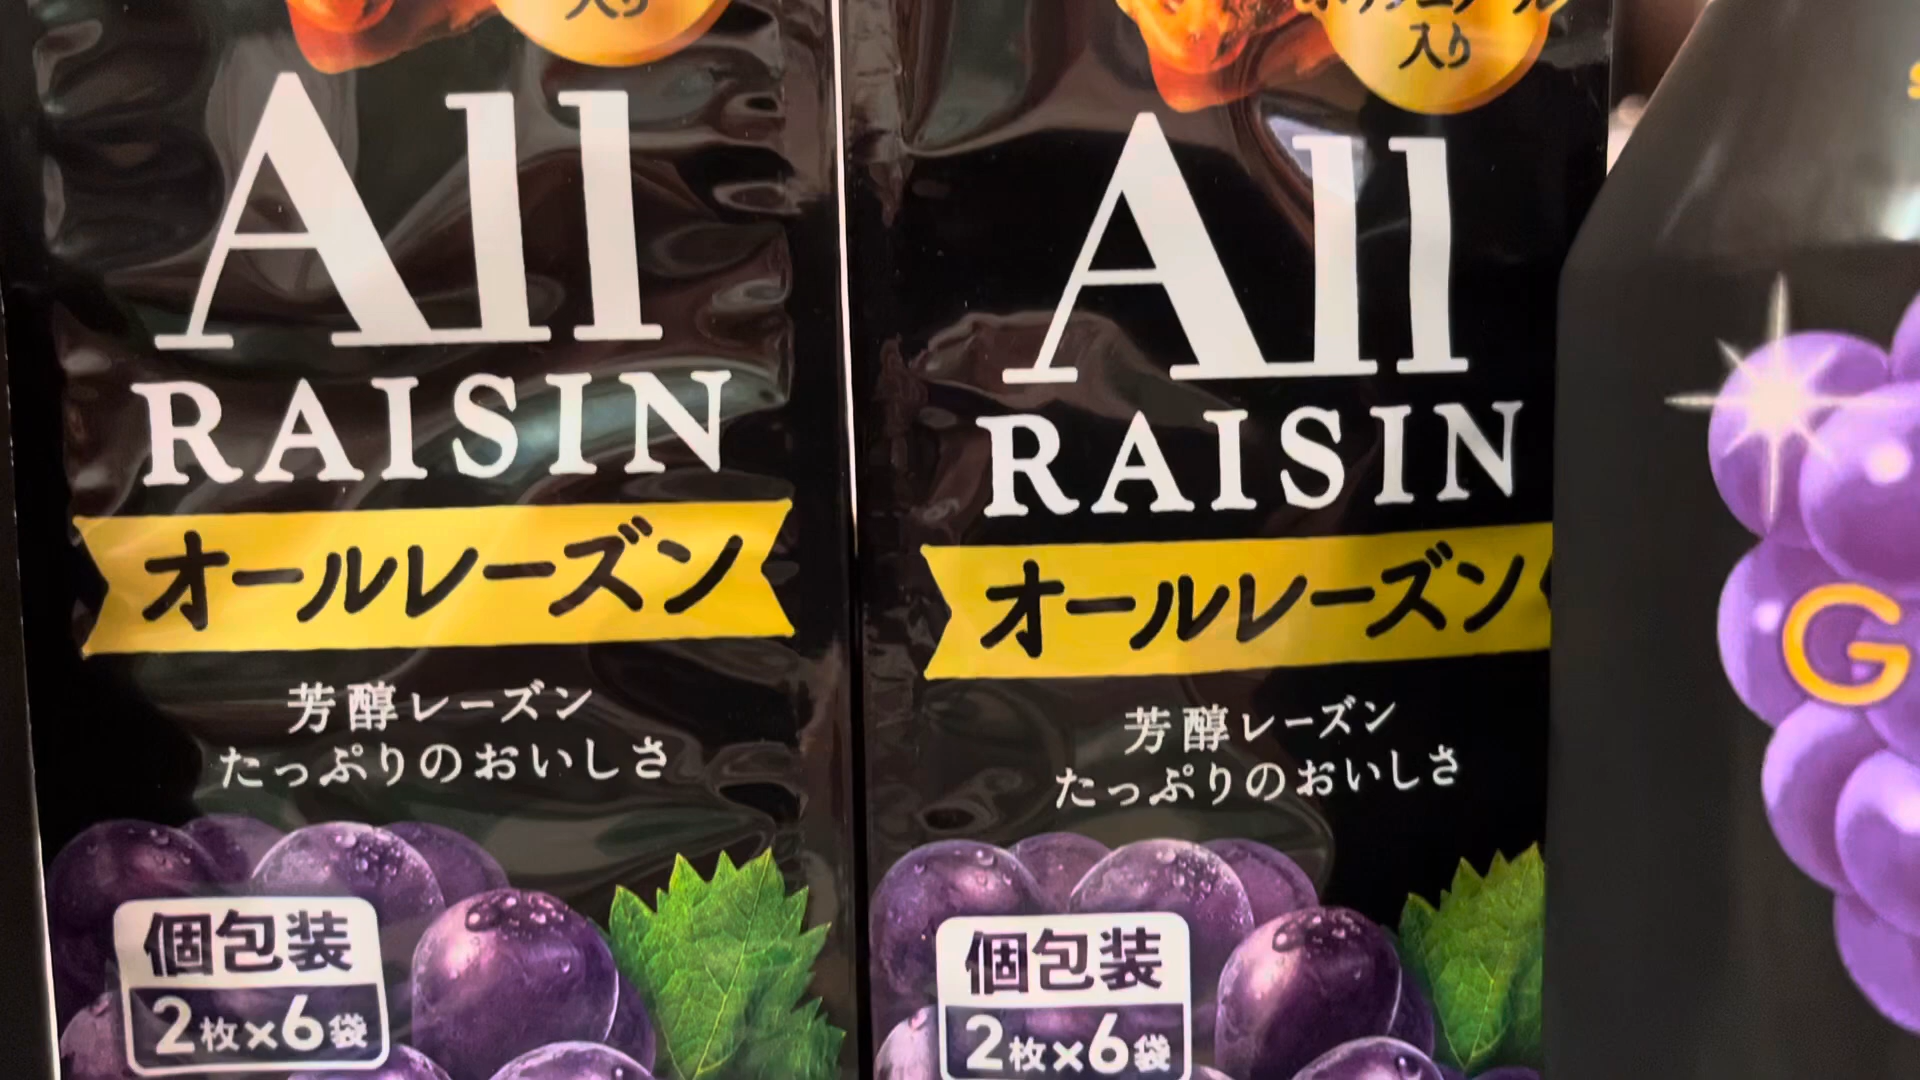 入り
All
RAISIN
オールレーズン
芳醇レーズン
たっぷりのおいしさ
個包装
2枚×6袋
入り
All
RAISIN
オールレーズン
芳醇レーズン
たっぷりのおいしさ
個包装
2枚×6袋
G